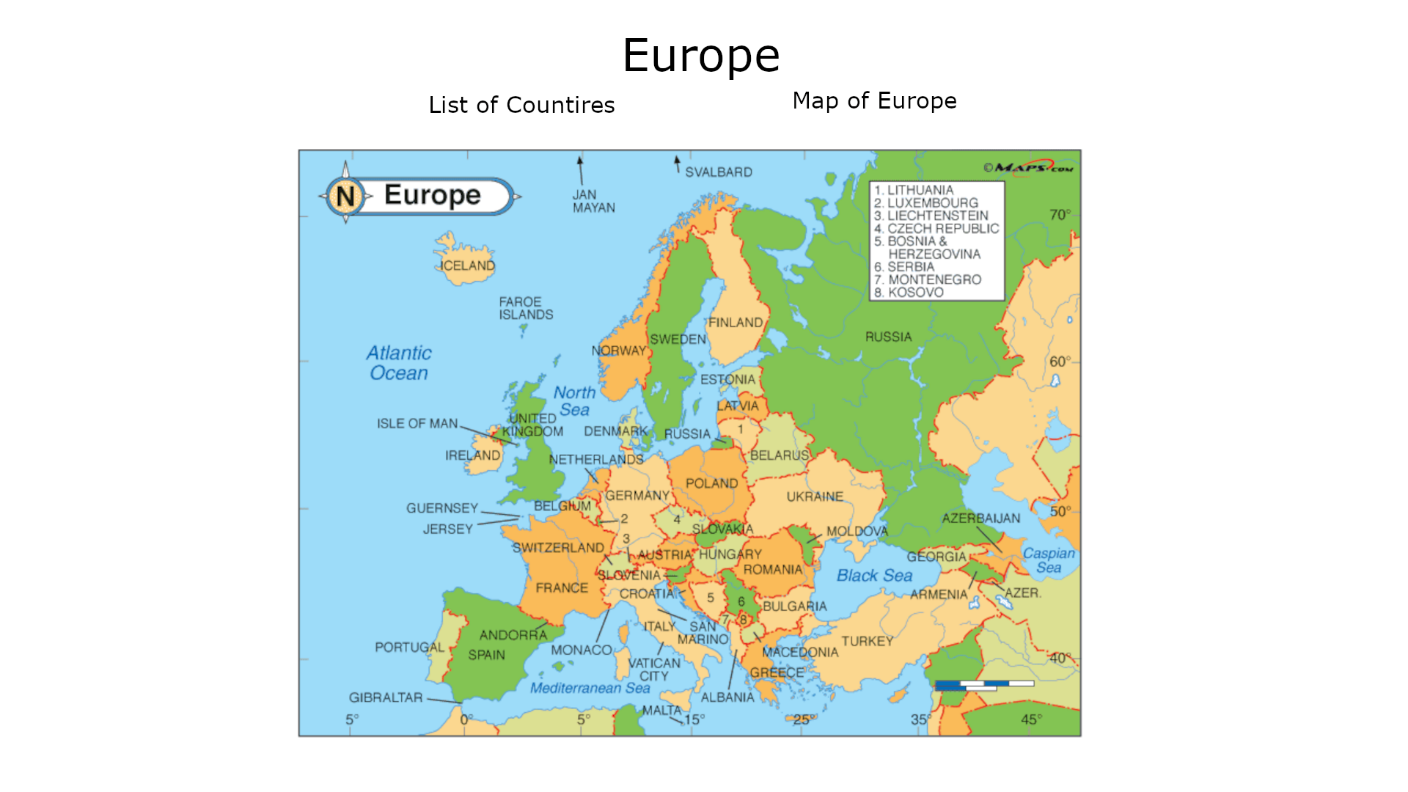 Europe
List of Countires
Map of Europe
©MAPS.COM
N
Europe
JAN
MAYAN
SVALBARD
1. LITHUANIA
2. LUXEMBOURG
3. LIECHTENSTEIN
4. CZECH REPUBLIC
5. BOSNIA &
HERZEGOVINA
6. SERBIA
7. MONTENEGRO
8. KOSOVO
70°
ICELAND
FAROE
ISLANDS
FINLAND
RUSSIA
SWEDEN
NORWAY
Atlantic
Ocean
60°
ESTONIA
North
Sea
LATVIA
ISLE OF MAN
UNITED
KINGDOM
DENMARK
RUSSIA
1
IRELAND
NETHERLANDS
BELARUS
POLAND
GERMANY
UKRAINE
GUERNSEY
BELGIUM
50°
JERSEY
2
4
SLOVAKIA
MOLDOVA
AZERBAIJAN
3
SWITZERLAND
AUSTRIA
HUNGARY
GEORGIA
Caspian
Sea
SLOVENIA
ROMANIA
Black Sea
FRANCE
CROATIA
5
6
BULGARIA
ARMENIA
AZER.
7
8
ITALY
SAN
MARINO
ANDORRA
TURKEY
PORTUGAL
SPAIN
MONACO
MACEDONIA
40°
VATICAN
CITY
GREECE
Mediterranean Sea
GIBRALTAR
ALBANIA
MALTA
5°
0°
5°
15°
25°
35°
45°